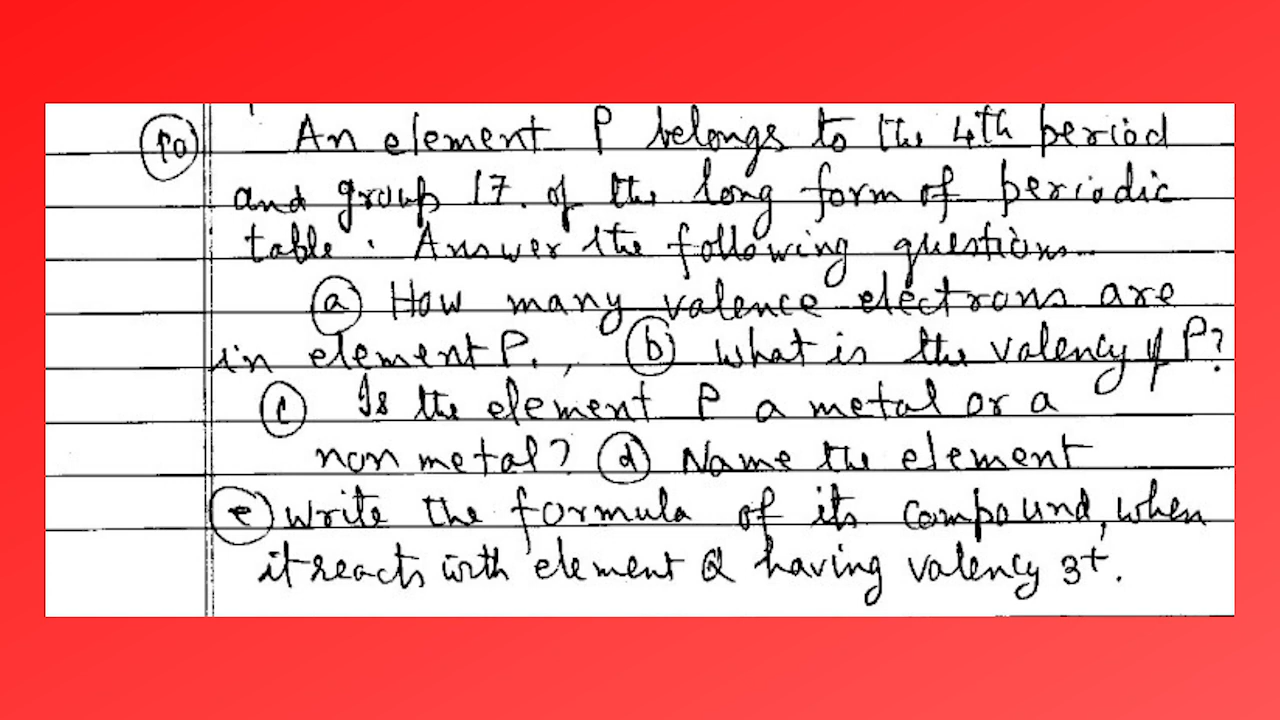 10 An element P belongs to the 4th period
and group 17. of the long form of periodic
table. Answer the following questions..
(a) How many valence electrons are
in element P., (b) What is the valency of P?
(c) Is the element P a metal or a
non metal? (d) Name the element
(e) Write the formula of its compound, when
it reacts with element Q having valency 3+.